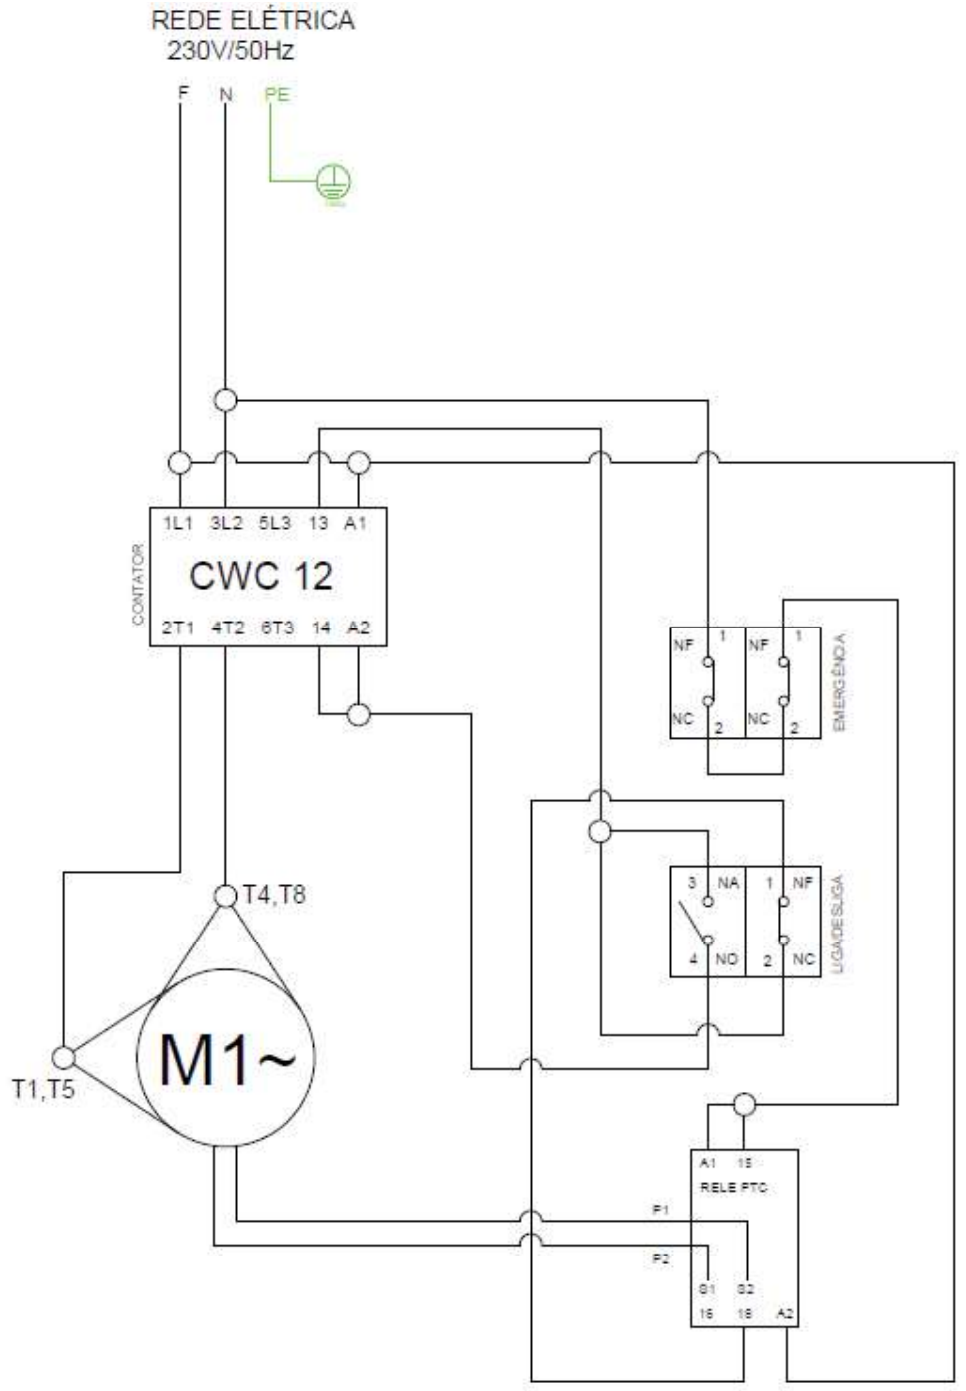 REDE ELÉTRICA
230V/50Hz
F N PE
1L1 3L2 5L3 13 A1
CONTATOR
CWC 12
2T1 4T2 6T3 14 A2
NF 1 NF 1
NC 2 NC 2
EMERGÊNCIA
3 NA 1 NF
4 NO 2 NC
LIGA/DESLIGA
T4,T8
M1~
T1,T5
A1 15
RELE PTC
P1
P2
S1 S2
16 18 A2